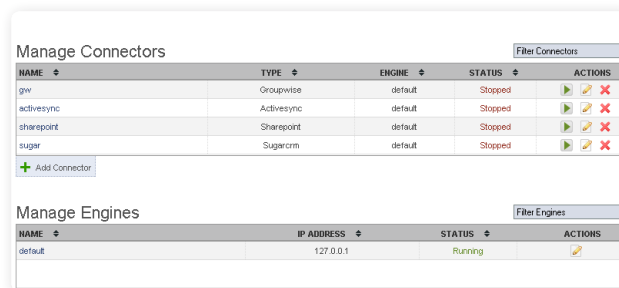 Manage Connectors
Filter Connectors
NAME TYPE ENGINE STATUS ACTIONS
gw Groupwise default Stopped
activesync Activesync default Stopped
sharepoint Sharepoint default Stopped
sugar Sugarcrm default Stopped
Add Connector
Manage Engines
Filter Engines
NAME IP ADDRESS STATUS ACTIONS
default 127.0.0.1 Running